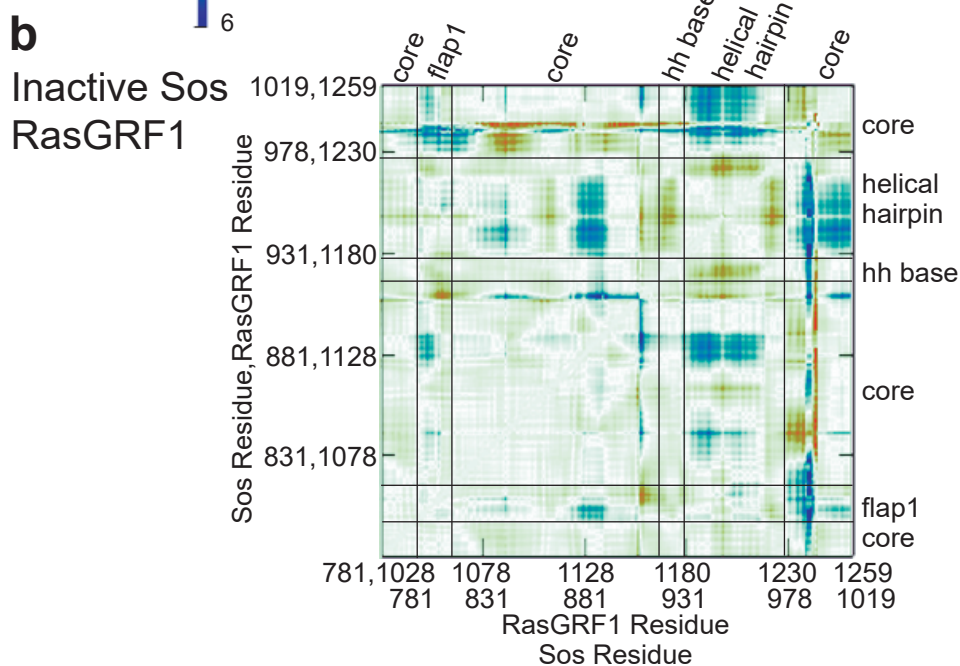 6
b
Inactive Sos
RasGRF1
core
flap1
core
hh base
helical
hairpin
core
1019,1259
978,1230
931,1180
881,1128
831,1078
Sos Residue,RasGRF1 Residue
core
helical
hairpin
hh base
core
flap1
core
781,1028 1078 1128 1180 1230 1259
781 831 881 931 978 1019
RasGRF1 Residue
Sos Residue